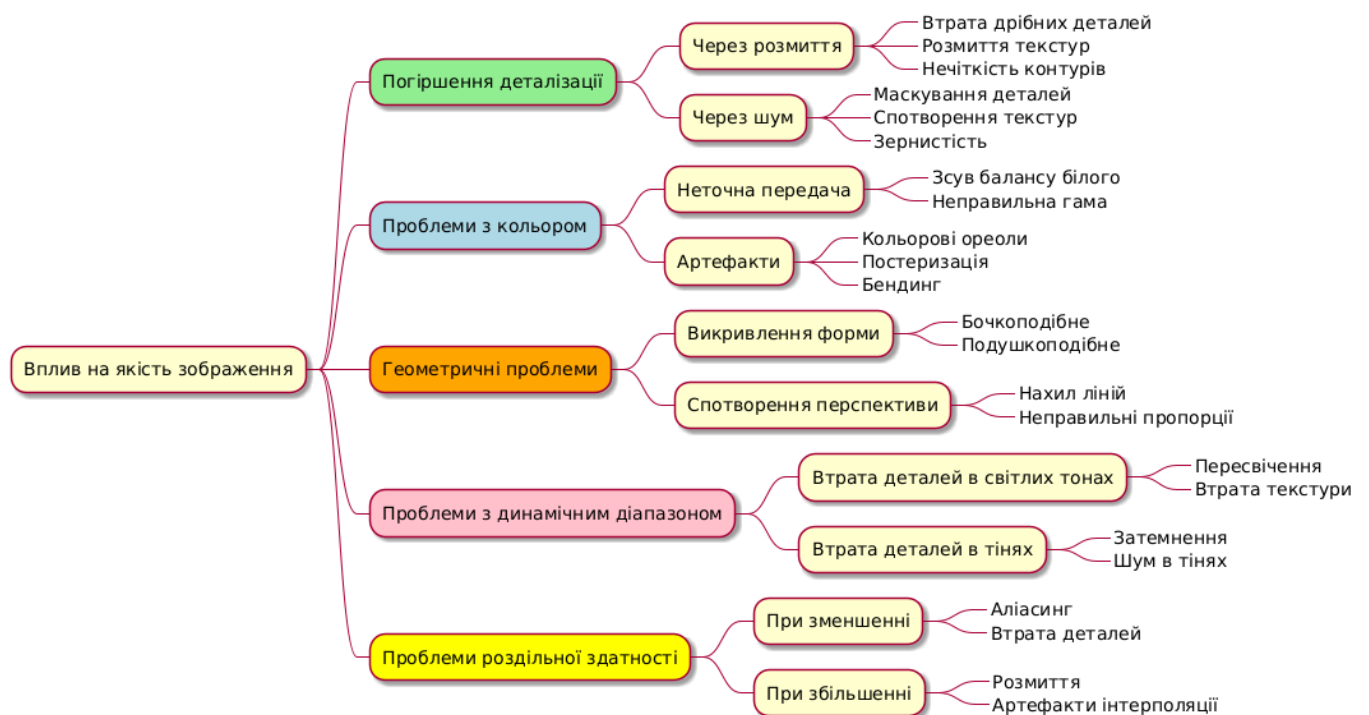 Вплив на якість зображення
Погіршення деталізації
Через розмиття
Втрата дрібних деталей
Розмиття текстур
Нечіткість контурів
Через шум
Маскування деталей
Спотворення текстур
Зернистість
Проблеми з кольором
Неточна передача
Зсув балансу білого
Неправильна гама
Артефакти
Кольорові ореоли
Постеризація
Бендинг
Геометричні проблеми
Викривлення форми
Бочкоподібне
Подушкоподібне
Спотворення перспективи
Нахил ліній
Неправильні пропорції
Проблеми з динамічним діапазоном
Втрата деталей в світлих тонах
Пересвічення
Втрата текстури
Втрата деталей в тінях
Затемнення
Шум в тінях
Проблеми роздільної здатності
При зменшенні
Аліасинг
Втрата деталей
При збільшенні
Розмиття
Артефакти інтерполяції